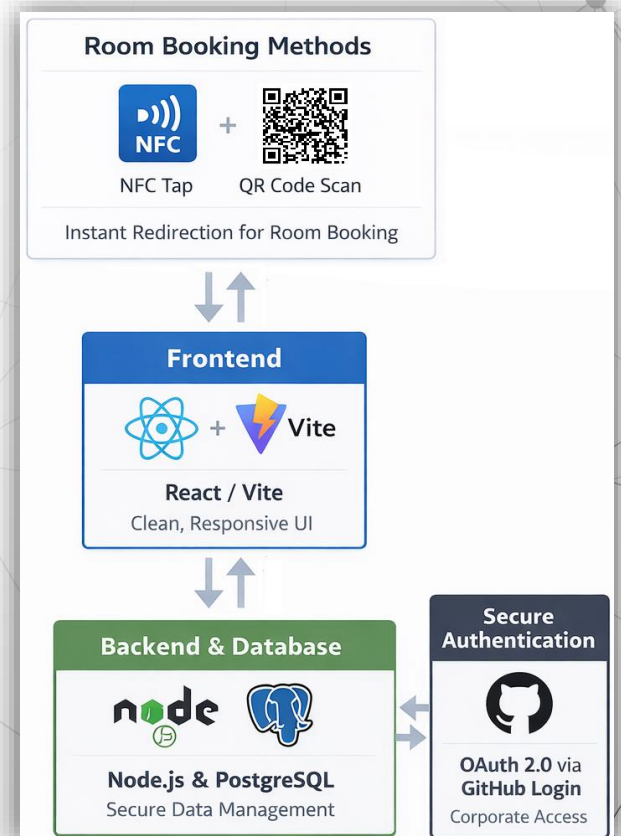 Room Booking Methods
NFC
+
NFC Tap
QR Code Scan
Instant Redirection for Room Booking
Frontend
+ Vite
React / Vite
Clean, Responsive UI
Backend & Database
node
JS
Node.js & PostgreSQL
Secure Data Management
Secure
Authentication
OAuth 2.0 via
GitHub Login
Corporate Access